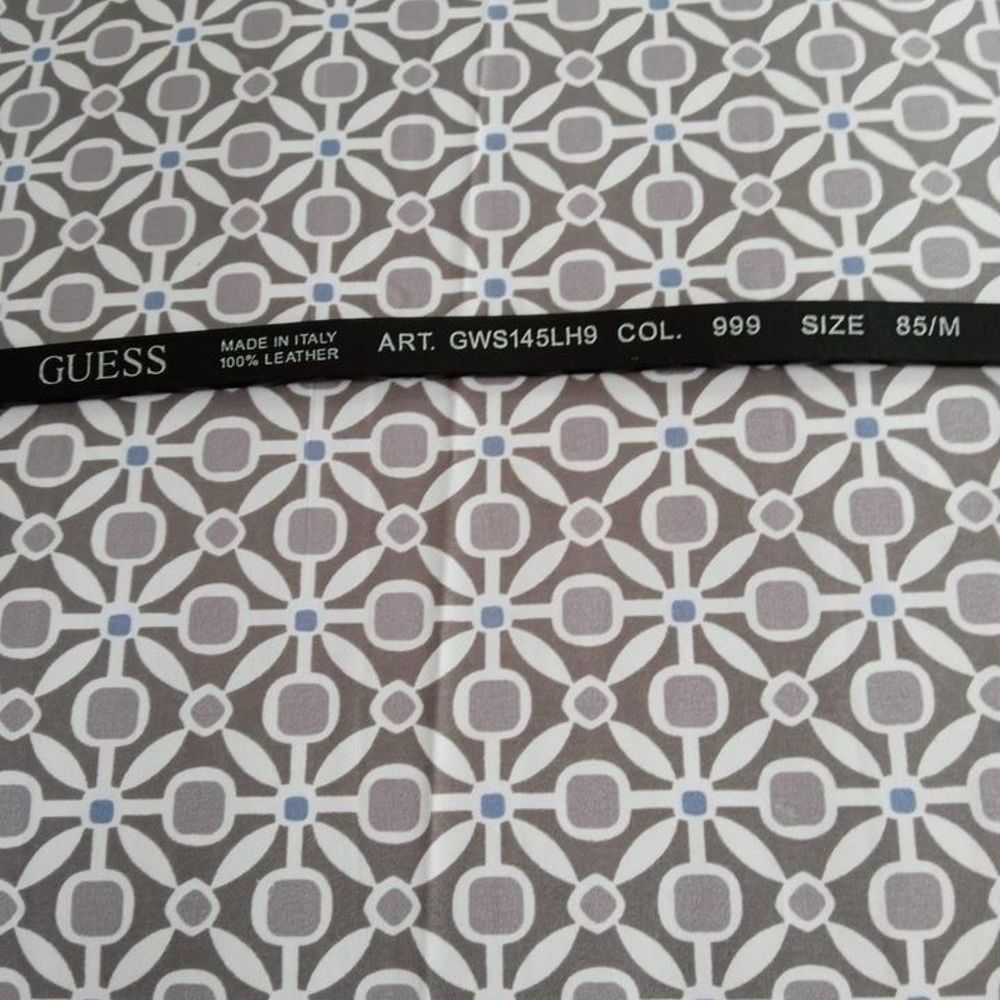 GUESS
MADE IN ITALY
100% LEATHER
ART. GWS145LH9 COL. 999 SIZE 85/M